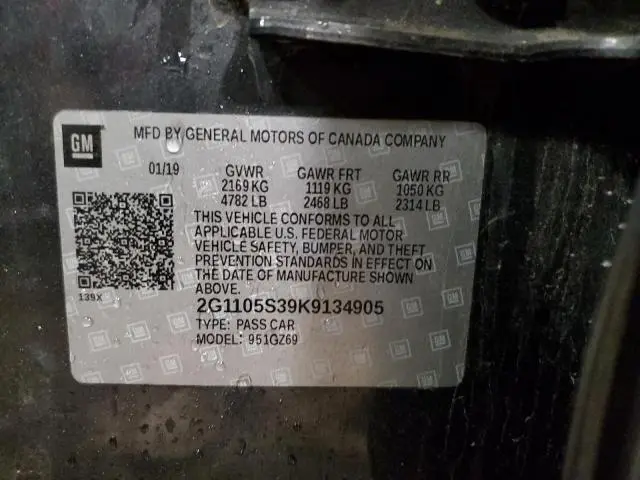 GM
MFD BY GENERAL MOTORS OF CANADA COMPANY
01/19 GVWR GAWR FRT GAWR RR
2169 KG 1119 KG 1050 KG
4782 LB 2468 LB 2314 LB
THIS VEHICLE CONFORMS TO ALL
APPLICABLE U.S. FEDERAL MOTOR
VEHICLE SAFETY, BUMPER, AND THEFT
PREVENTION STANDARDS IN EFFECT ON
THE DATE OF MANUFACTURE SHOWN
ABOVE.
139X
2G1105S39K9134905
TYPE: PASS CAR
MODEL: 951GZ69